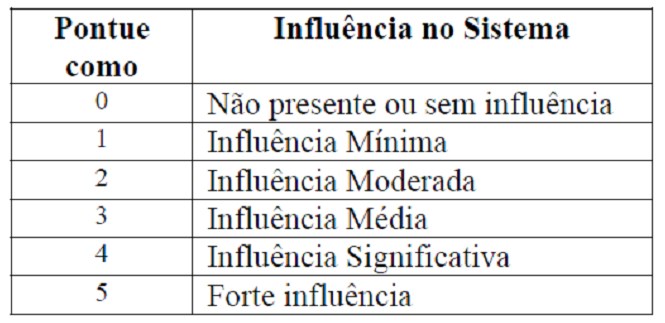 Pontue como Influência no Sistema
0 Não presente ou sem influência
1 Influência Mínima
2 Influência Moderada
3 Influência Média
4 Influência Significativa
5 Forte influência